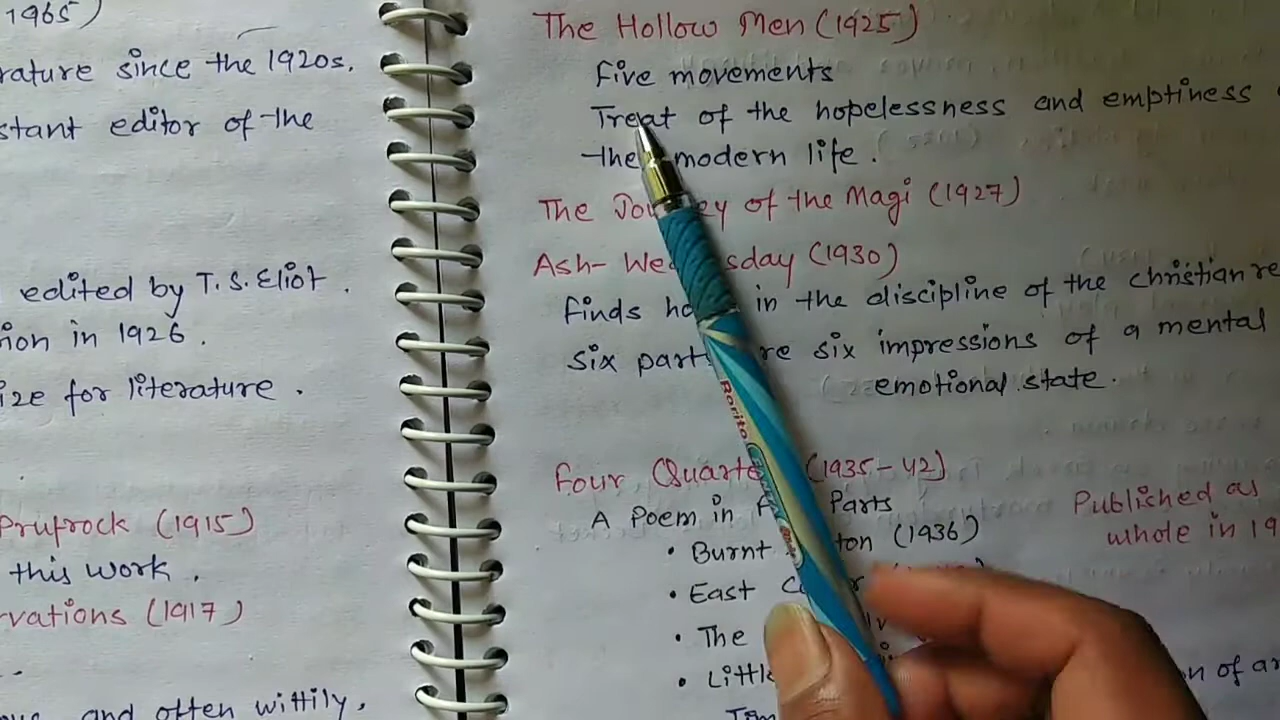 1965)
rature since the 1920s.
stant editor of the
edited by T.S. Eliot.
in 1926.
ize for literature.
Prufrock (1915)
this work.
rvations (1917)
and often wittily.
The Hollow Men (1925)
Five movements
Treat of the hopelessness and emptiness
the modern life.
The Jou ey of the Magi (1927)
Ash-We sday (1930)
finds ho in the discipline of the christian re
six part re six impressions of a mental
emotional state.
Four Quarte (1935-42)
A Poem in F Parts
Published as
whole in 19
• Burnt ton (1936)
• East C
• The
• Little
n of ar
Rorito